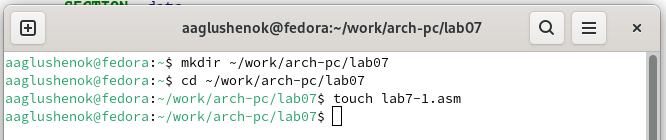 SECTION .data
aaglushenok@fedora:~/work/arch-pc/lab07
aaglushenok@fedora:~$ mkdir ~/work/arch-pc/lab07
aaglushenok@fedora:~$ cd ~/work/arch-pc/lab07
aaglushenok@fedora:~/work/arch-pc/lab07$ touch lab7-1.asm
aaglushenok@fedora:~/work/arch-pc/lab07$